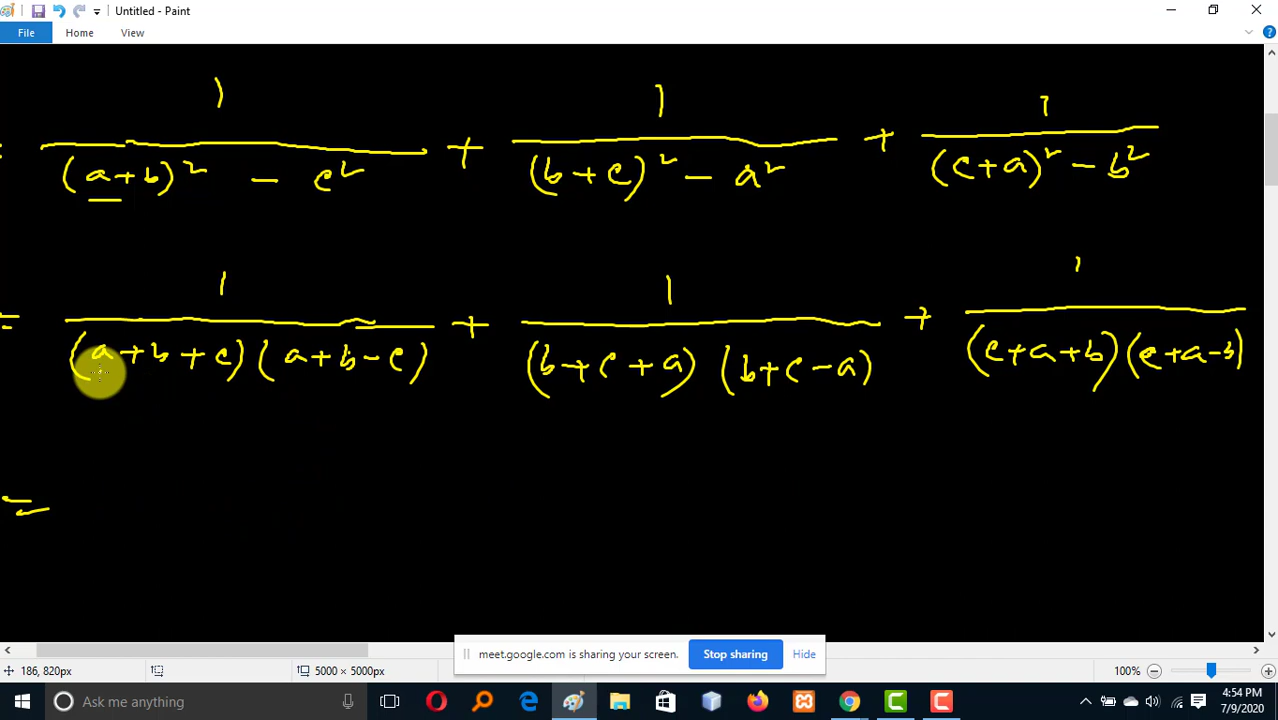 Untitled - Paint
File Home View
1 1 1
(a+b)² - c² + (b+c)² - a² + (c+a)² - b²
1 1 1
= (a+b+c)(a+b-c) + (b+c+a)(b+c-a) + (c+a+b)(c+a-b)
=
meet.google.com is sharing your screen. Stop sharing Hide
186, 820px 5000 × 5000px 100%
Ask me anything 4:54 PM
7/9/2020